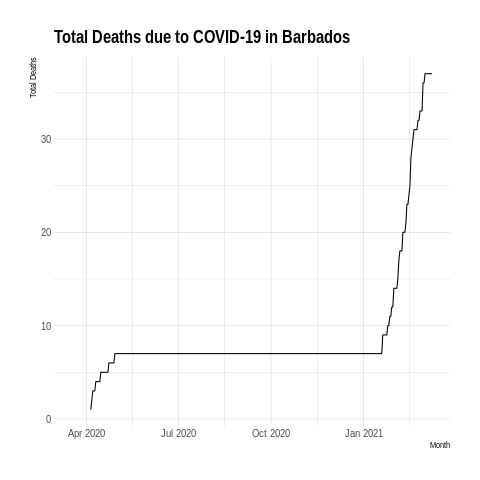 Total Deaths due to COVID-19 in Barbados
Total Deaths
30
20
10
0
Apr 2020 Jul 2020 Oct 2020 Jan 2021
Month